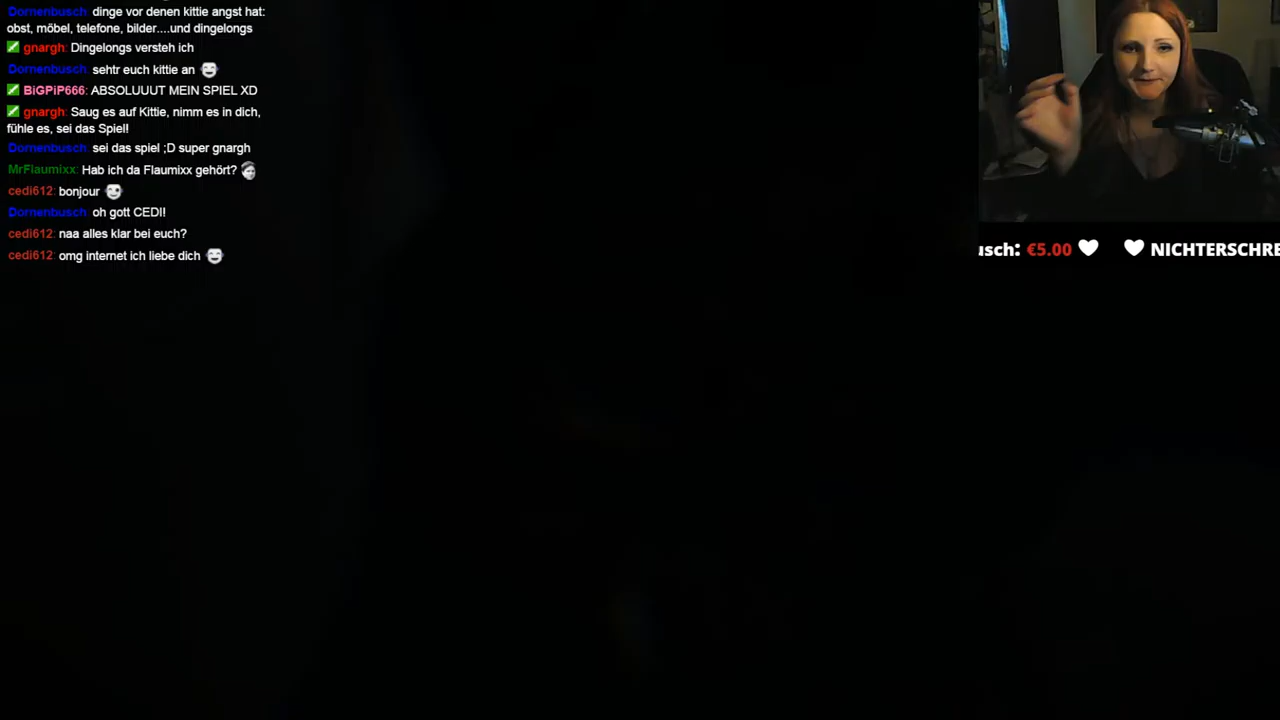 Dornenbusch: dinge vor denen kittie angst hat:
obst, möbel, telefone, bilder....und dingelongs
gnargh: Dingelongs versteh ich
Dornenbusch: sehtr euch kittie an
BiGPiP666: ABSOLUUUT MEIN SPIEL XD
gnargh: Saug es auf Kittie, nimm es in dich,
fühle es, sei das Spiel!
Dornenbusch: sei das spiel ;D super gnargh
MrFlaumixx: Hab ich da Flaumixx gehört?
cedi612: bonjour
Dornenbusch: oh gott CEDI!
cedi612: naa alles klar bei euch?
cedi612: omg internet ich liebe dich
usch: €5.00 NICHTERSCHRE